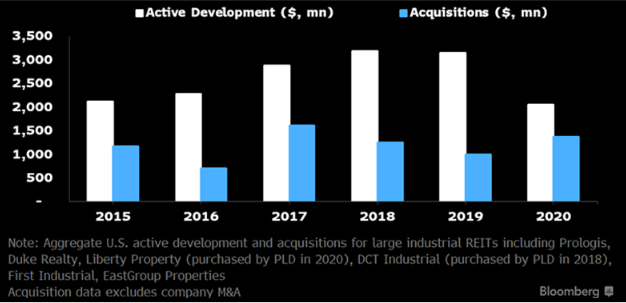 Active Development ($, mn) Acquisitions ($, mn)
3,500
3,000
2,500
2,000
1,500
1,000
500
-
2015 2016 2017 2018 2019 2020
Note: Aggregate U.S. active development and acquisitions for large industrial REITs including Prologis,
Duke Realty, Liberty Property (purchased by PLD in 2020), DCT Industrial (purchased by PLD in 2018),
First Industrial, EastGroup Properties
Acquisition data excludes company M&A
Bloomberg